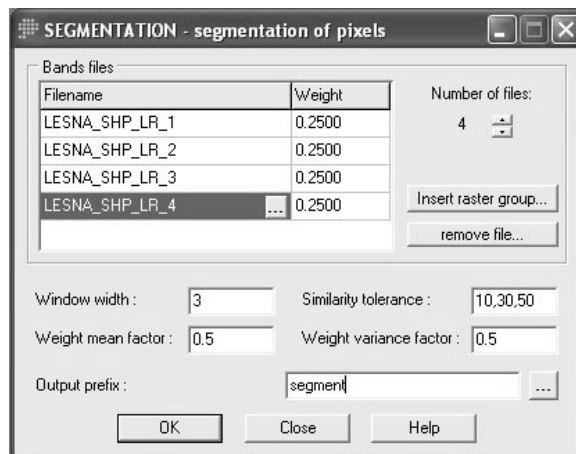 SEGMENTATION - segmentation of pixels
Bands files
Filename Weight
LESNA_SHP_LR_1 0.2500
LESNA_SHP_LR_2 0.2500
LESNA_SHP_LR_3 0.2500
LESNA_SHP_LR_4 ... 0.2500
Number of files:
4
Insert raster group...
remove file...
Window width : 3 Similarity tolerance : 10,30,50
Weight mean factor : 0.5 Weight variance factor : 0.5
Output prefix : segment ...
OK Close Help